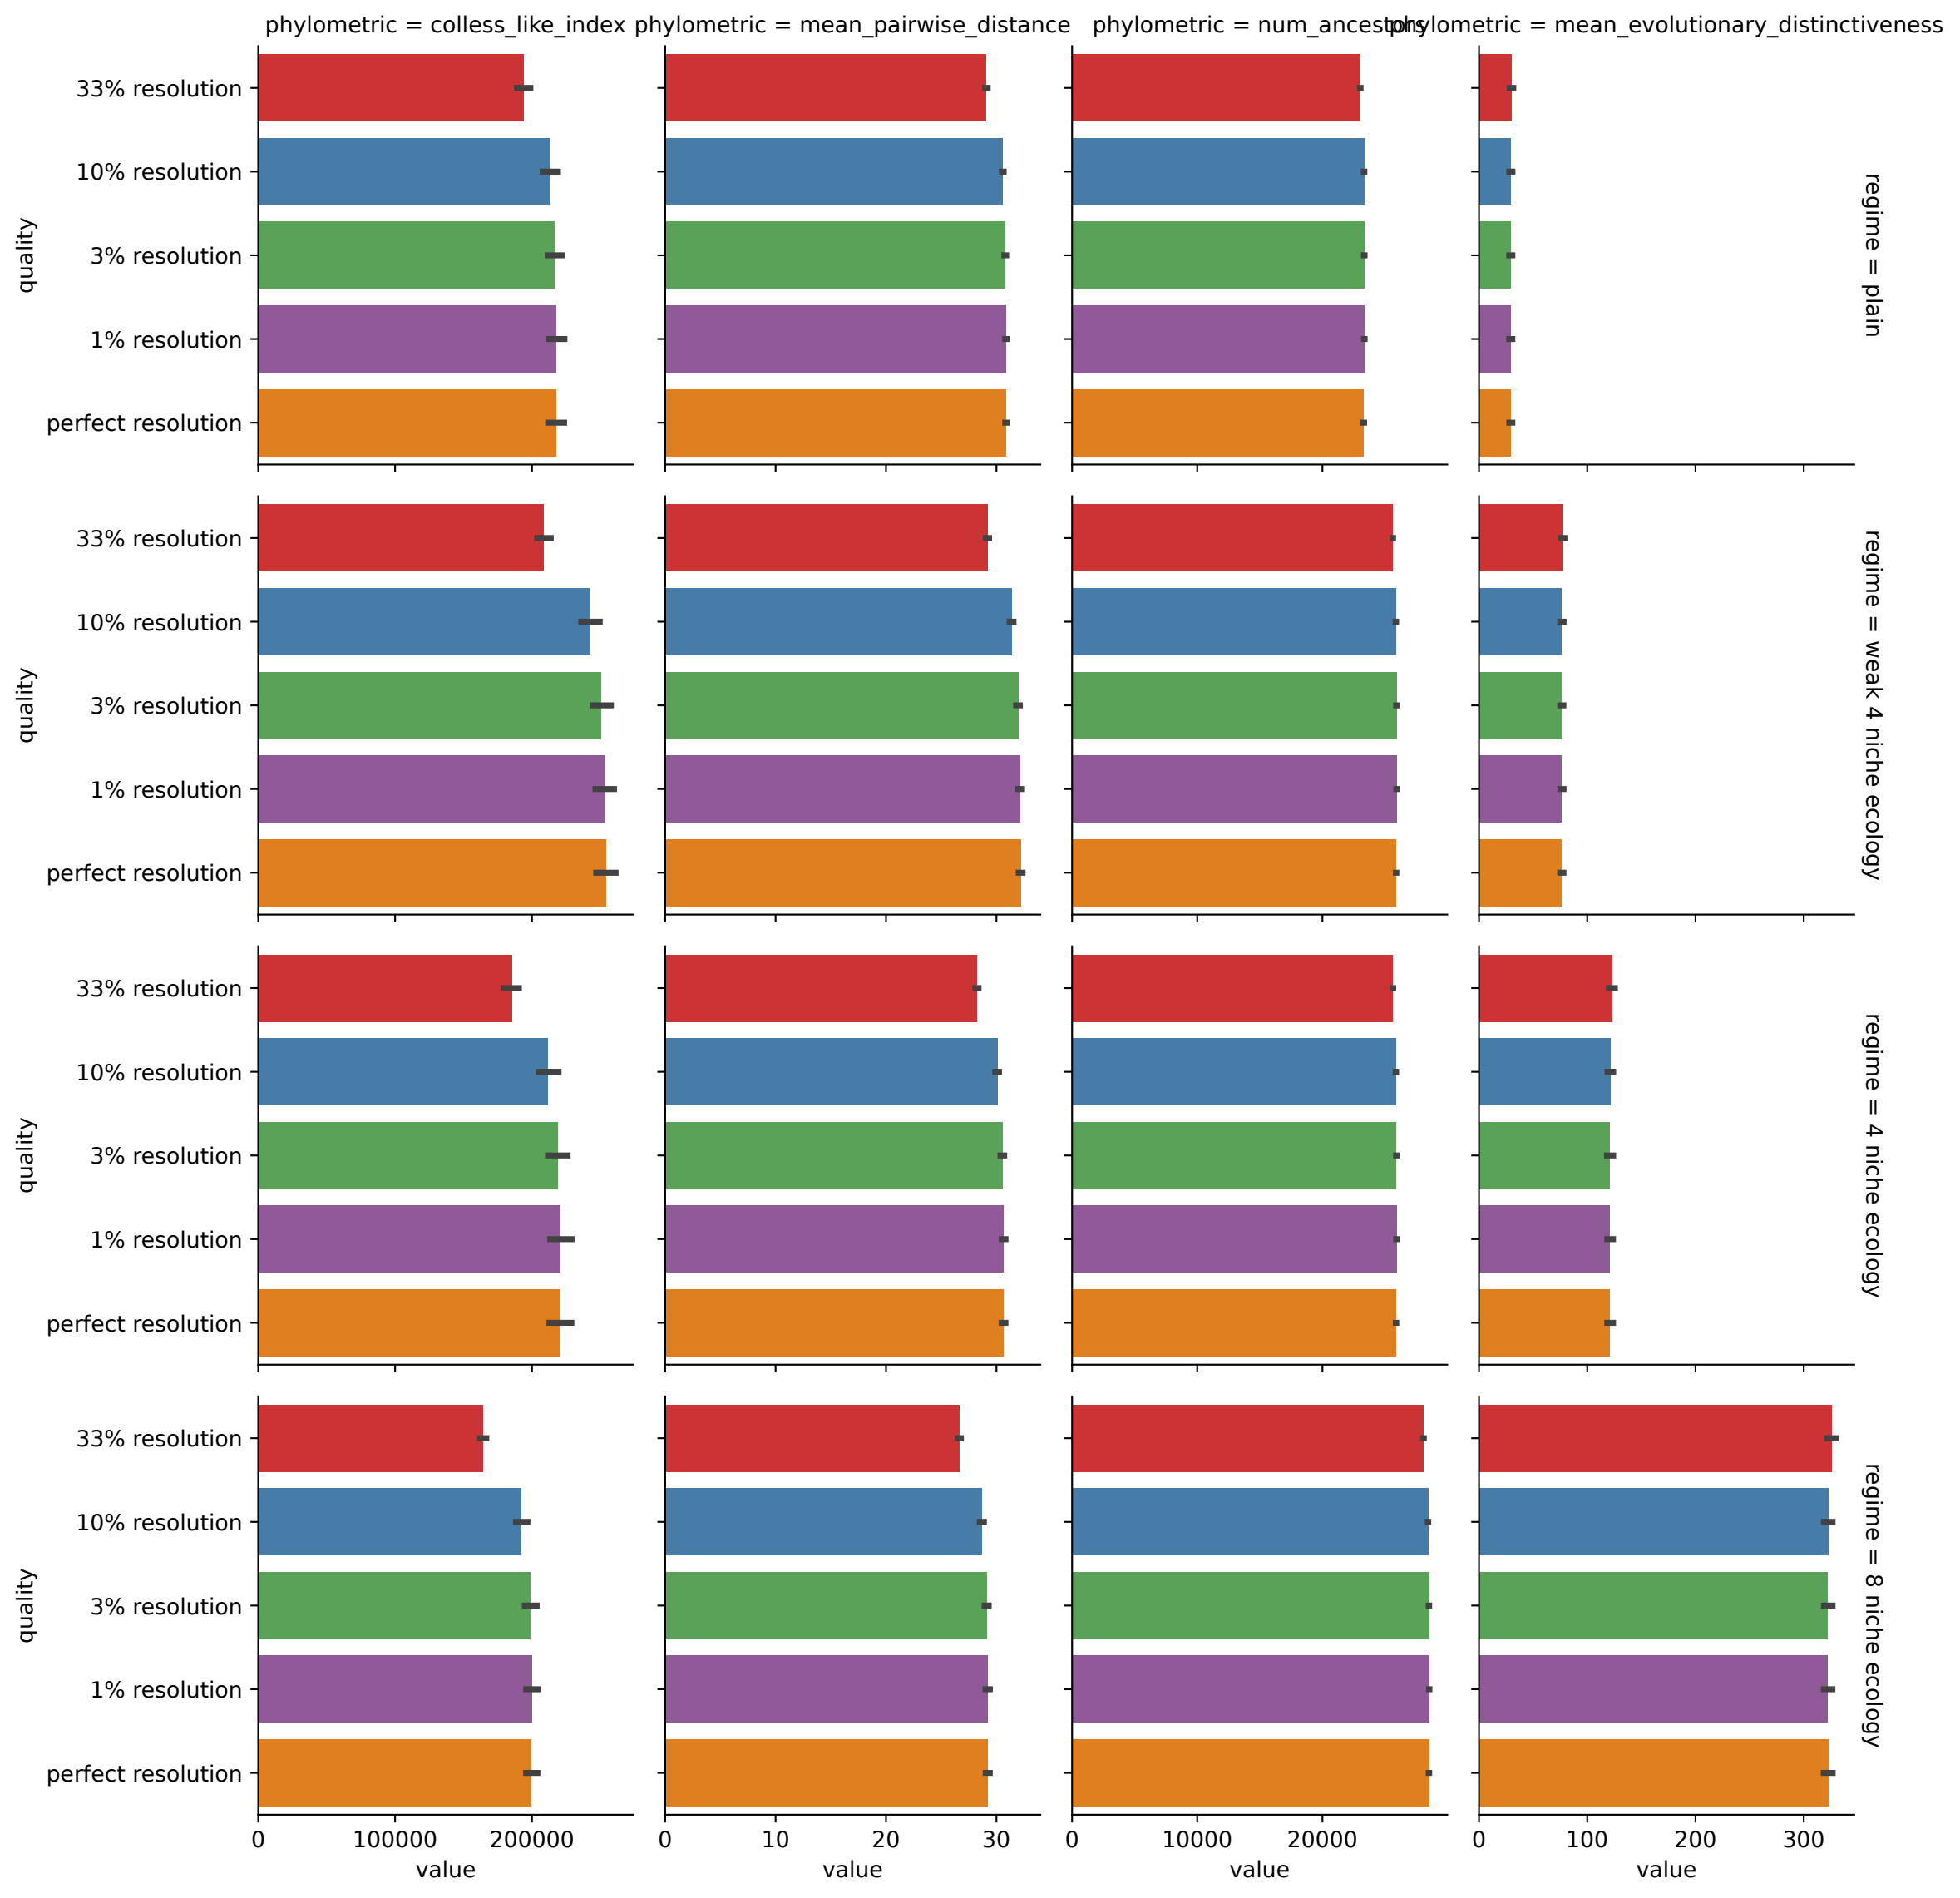 phylometric = colless_like_index
phylometric = mean_pairwise_distance
phylometric = num_ancestors
phylometric = mean_evolutionary_distinctiveness
quality
33% resolution
10% resolution
3% resolution
1% resolution
perfect resolution
regime = plain
quality
33% resolution
10% resolution
3% resolution
1% resolution
perfect resolution
regime = weak 4 niche ecology
quality
33% resolution
10% resolution
3% resolution
1% resolution
perfect resolution
regime = 4 niche ecology
quality
33% resolution
10% resolution
3% resolution
1% resolution
perfect resolution
regime = 8 niche ecology
0 100000 200000
0 10 20 30
0 10000 20000
0 100 200 300
value
value
value
value